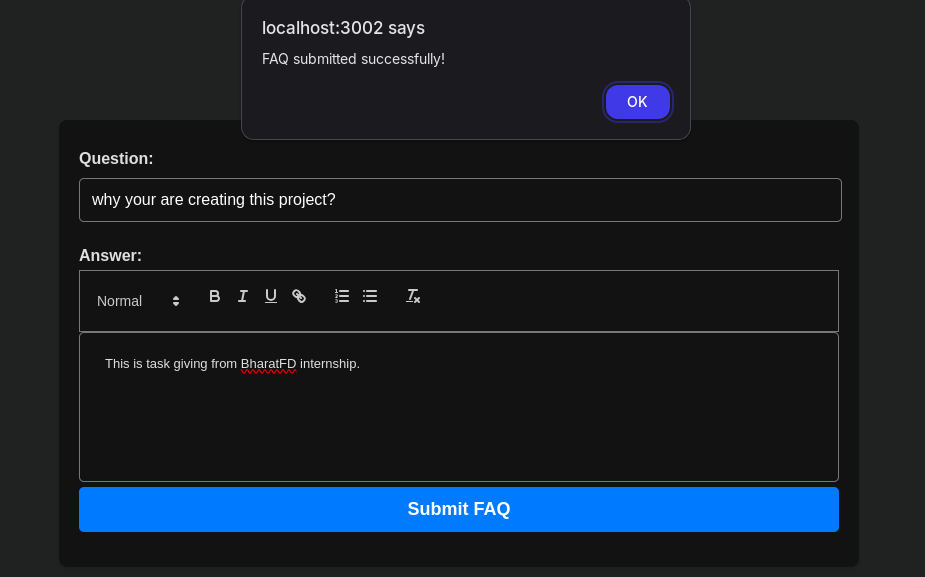 localhost:3002 says
FAQ submitted successfully!
OK
Question:
why your are creating this project?
Answer:
Normal
This is task giving from BharatFD internship.
Submit FAQ